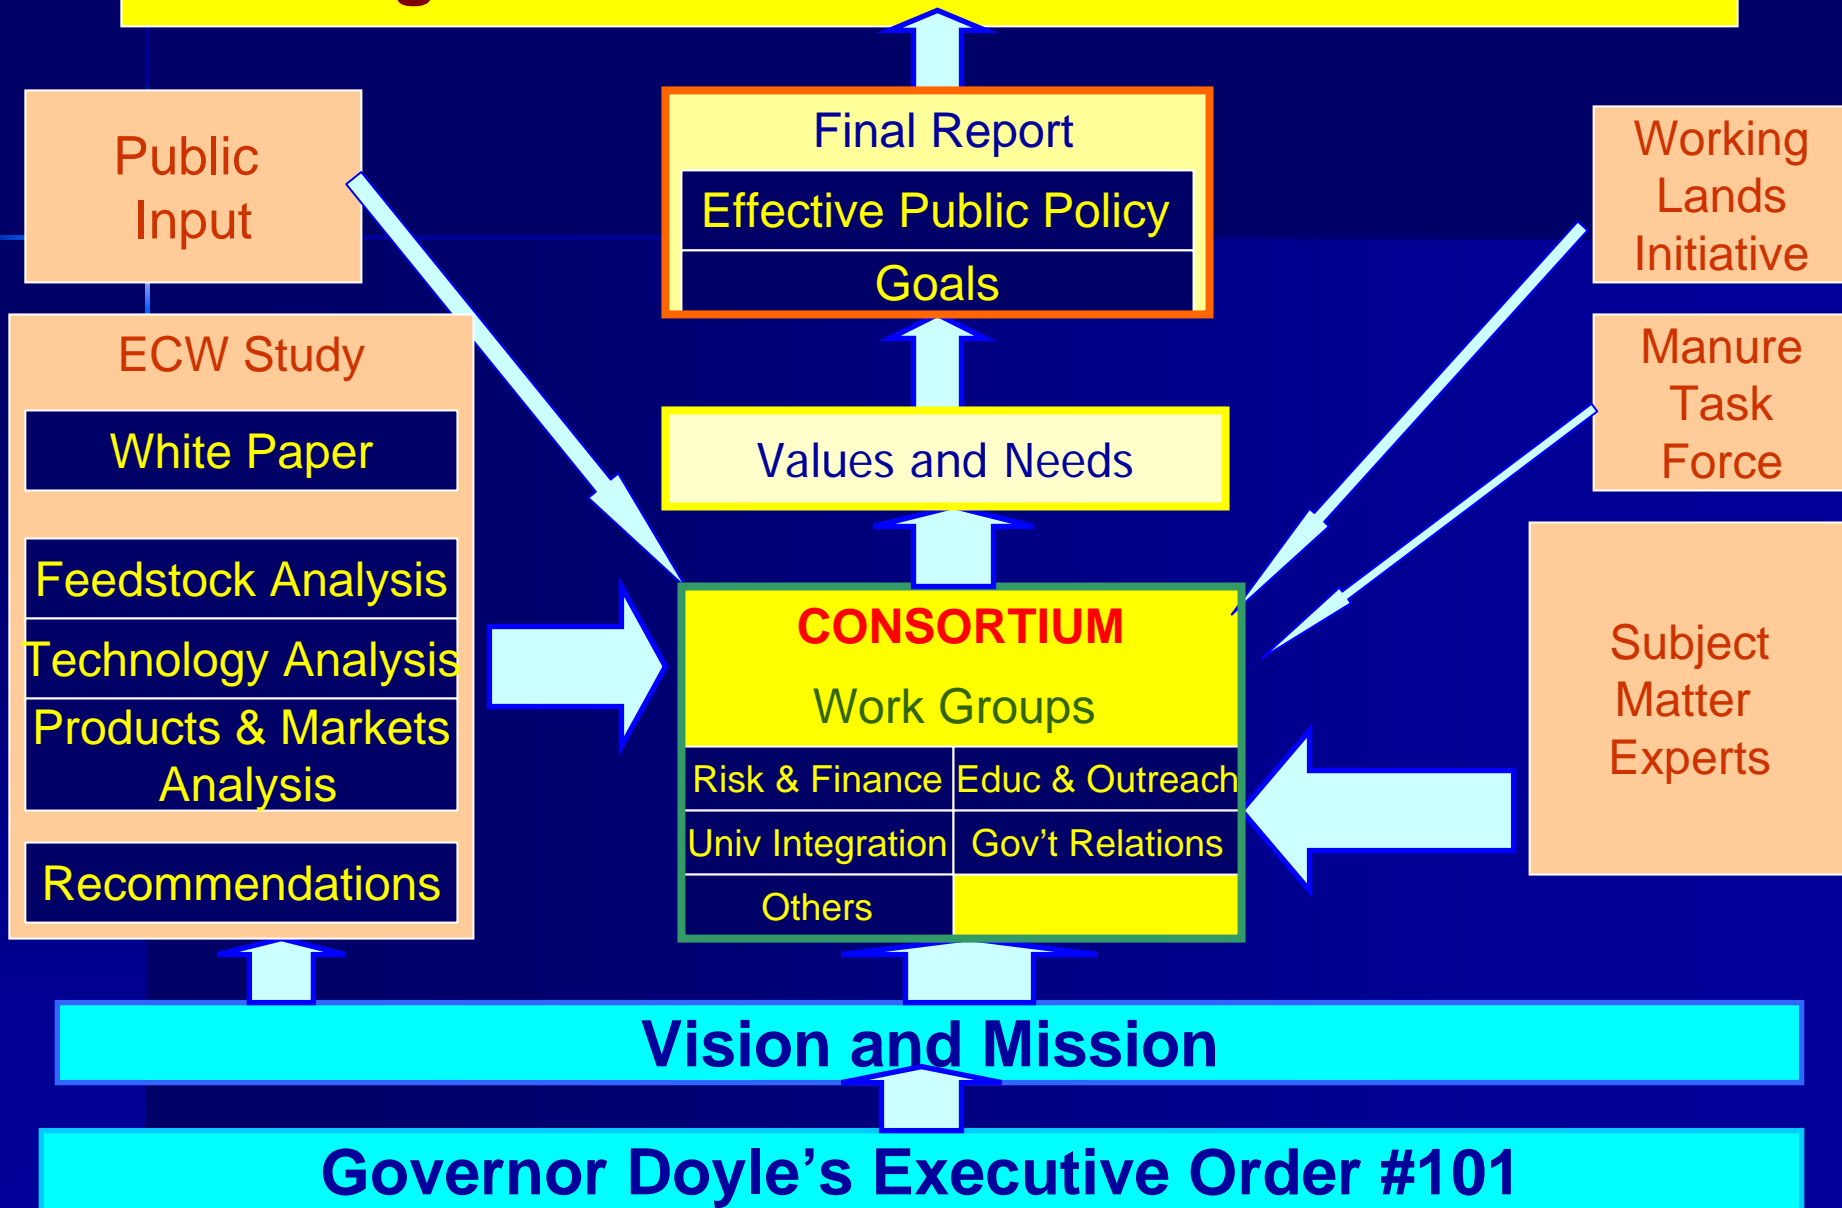 Public
Input
Final Report
Effective Public Policy
Goals
Working
Lands
Initiative
ECW Study
White Paper
Feedstock Analysis
Technology Analysis
Products & Markets
Analysis
Recommendations
Values and Needs
Manure
Task
Force
CONSORTIUM
Work Groups
Risk & Finance
Educ & Outreach
Univ Integration
Gov’t Relations
Others
Subject
Matter
Experts
Vision and Mission
Governor Doyle’s Executive Order #101